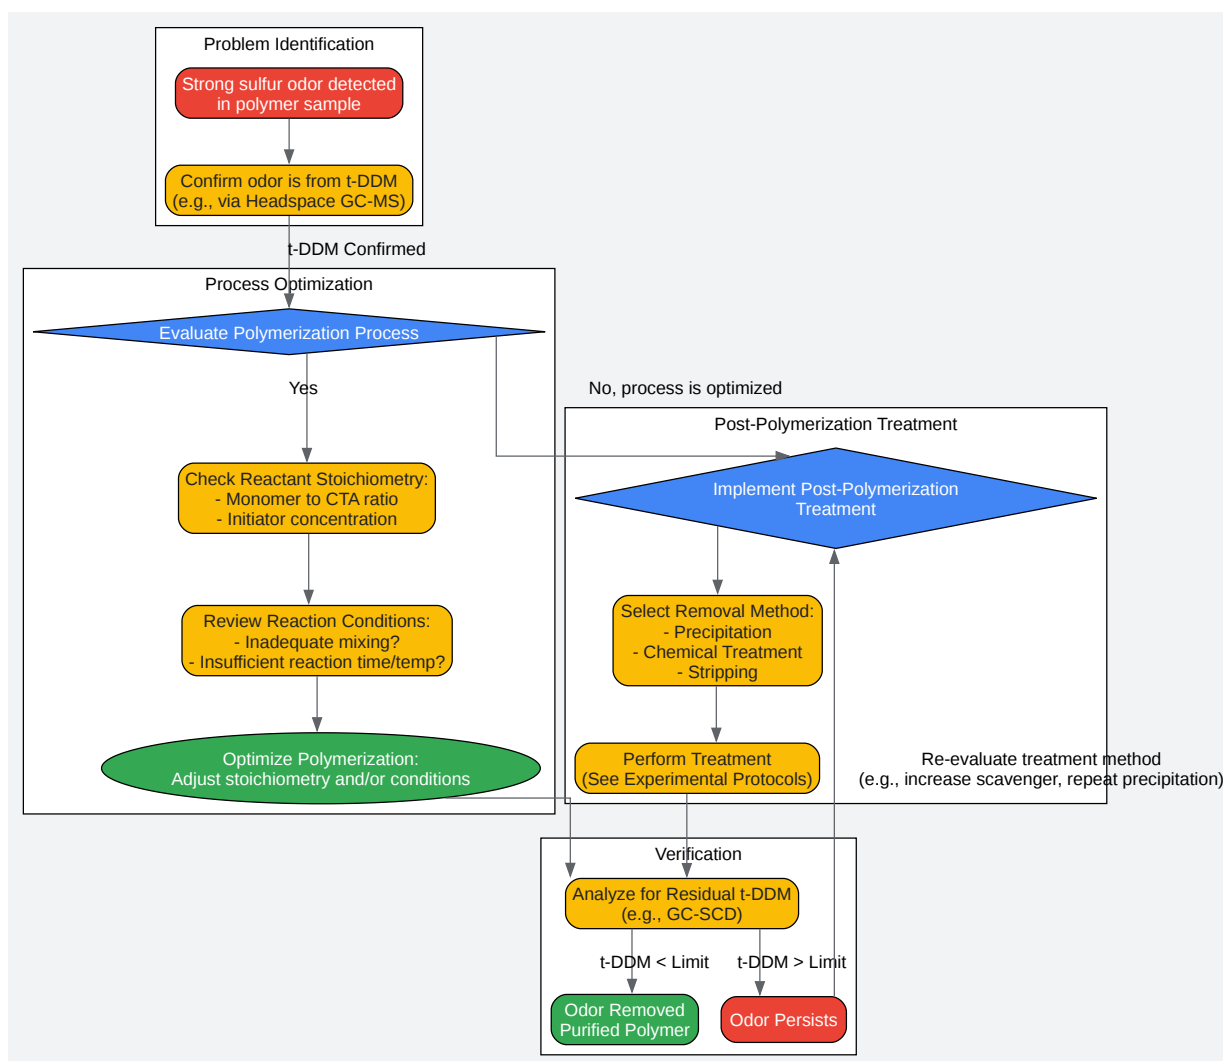 Problem Identification
Strong sulfur odor detected
in polymer sample
Confirm odor is from t-DDM
(e.g., via Headspace GC-MS)
t-DDM Confirmed
Process Optimization
Evaluate Polymerization Process
Yes
No, process is optimized
Check Reactant Stoichiometry:
- Monomer to CTA ratio
- Initiator concentration
Review Reaction Conditions:
- Inadequate mixing?
- Insufficient reaction time/temp?
Optimize Polymerization:
Adjust stoichiometry and/or conditions
Post-Polymerization Treatment
Implement Post-Polymerization
Treatment
Select Removal Method:
- Precipitation
- Chemical Treatment
- Stripping
Perform Treatment
(See Experimental Protocols)
Re-evaluate treatment method
(e.g., increase scavenger, repeat precipitation)
Verification
Analyze for Residual t-DDM
(e.g., GC-SCD)
t-DDM < Limit
t-DDM > Limit
Odor Removed
Purified Polymer
Odor Persists